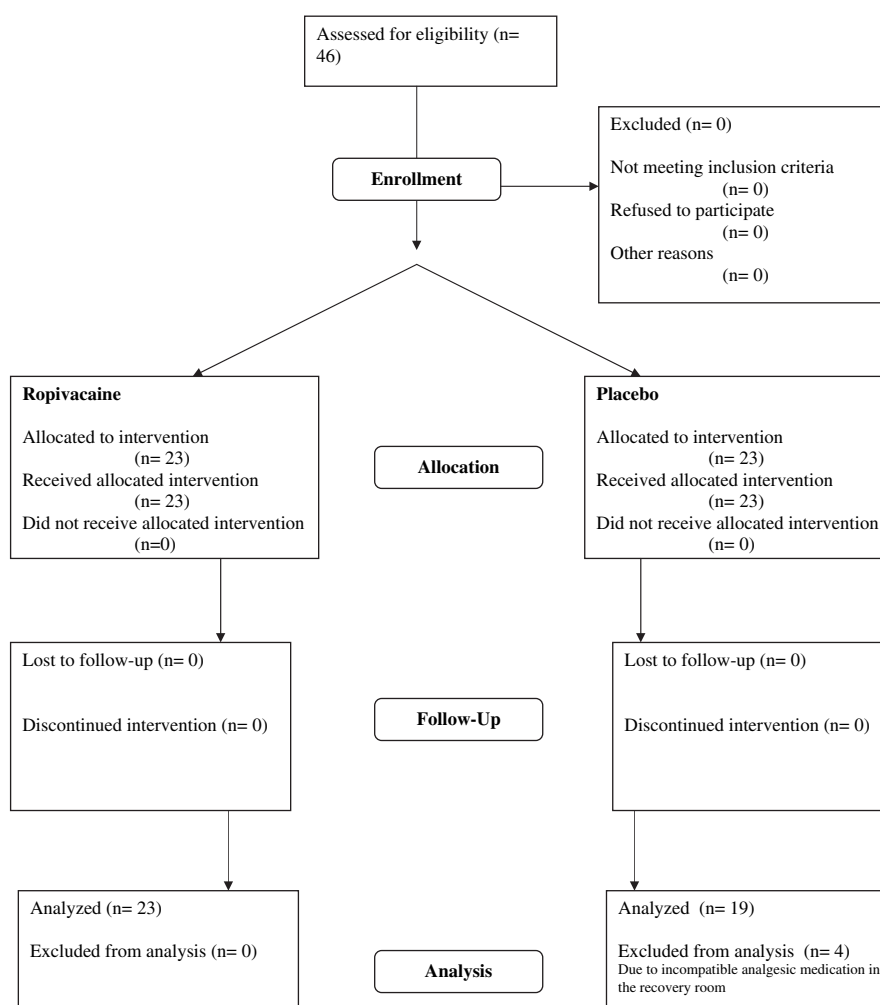 Assessed for eligibility (n=
46)
Enrollment
Excluded (n= 0)
Not meeting inclusion criteria
(n= 0)
Refused to participate
(n= 0)
Other reasons
(n= 0)
Ropivacaine
Allocated to intervention
(n= 23)
Received allocated intervention
(n= 23)
Did not receive allocated intervention
(n=0)
Allocation
Placebo
Allocated to intervention
(n= 23)
Received allocated intervention
(n= 23)
Did not receive allocated intervention
(n= 0)
Lost to follow-up (n= 0)
Discontinued intervention (n= 0)
Follow-Up
Lost to follow-up (n= 0)
Discontinued intervention (n= 0)
Analyzed (n= 23)
Excluded from analysis (n= 0)
Analysis
Analyzed (n= 19)
Excluded from analysis (n= 4)
Due to incompatible analgesic medication in
the recovery room